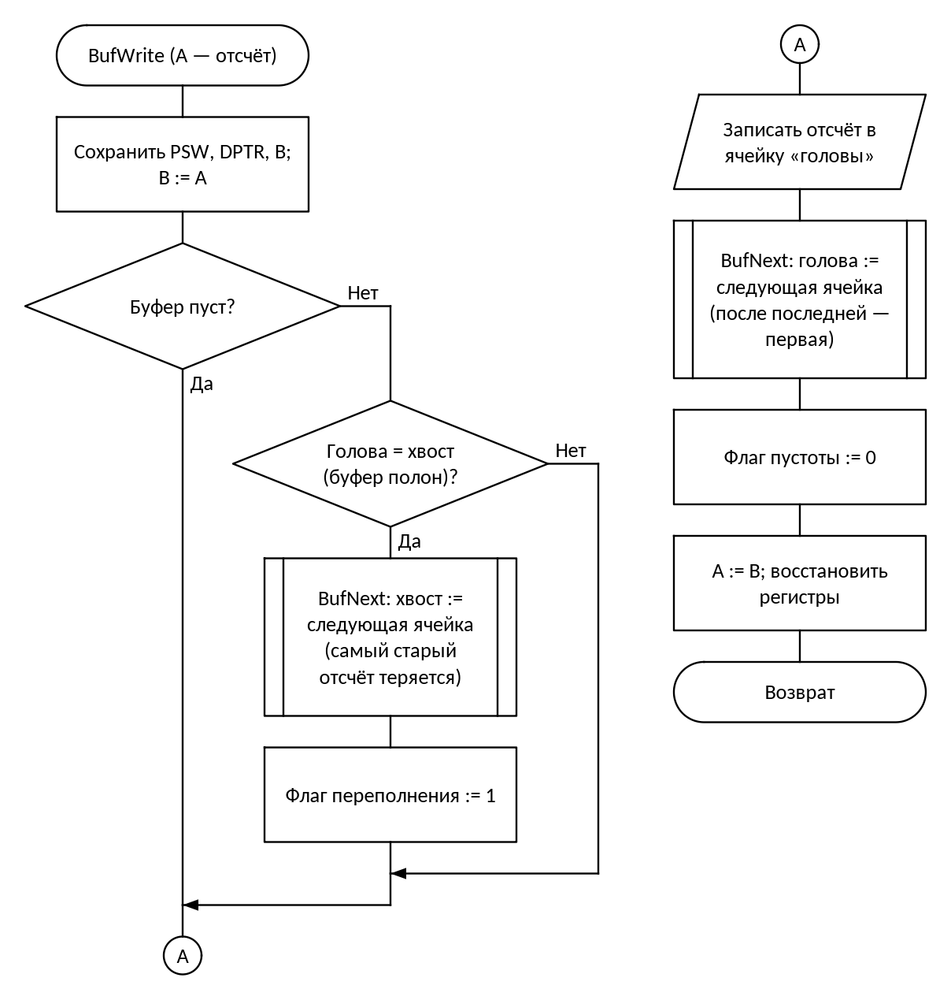 BufWrite (A — отсчёт)
Сохранить PSW, DPTR, B;
B := A
Буфер пуст?
Нет
Да
Голова = хвост
(буфер полон)?
Нет
Да
BufNext: хвост :=
следующая ячейка
(самый старый
отсчёт теряется)
Флаг переполнения := 1
A
A
Записать отсчёт в
ячейку «головы»
BufNext: голова :=
следующая ячейка
(после последней —
первая)
Флаг пустоты := 0
A := B; восстановить
регистры
Возврат